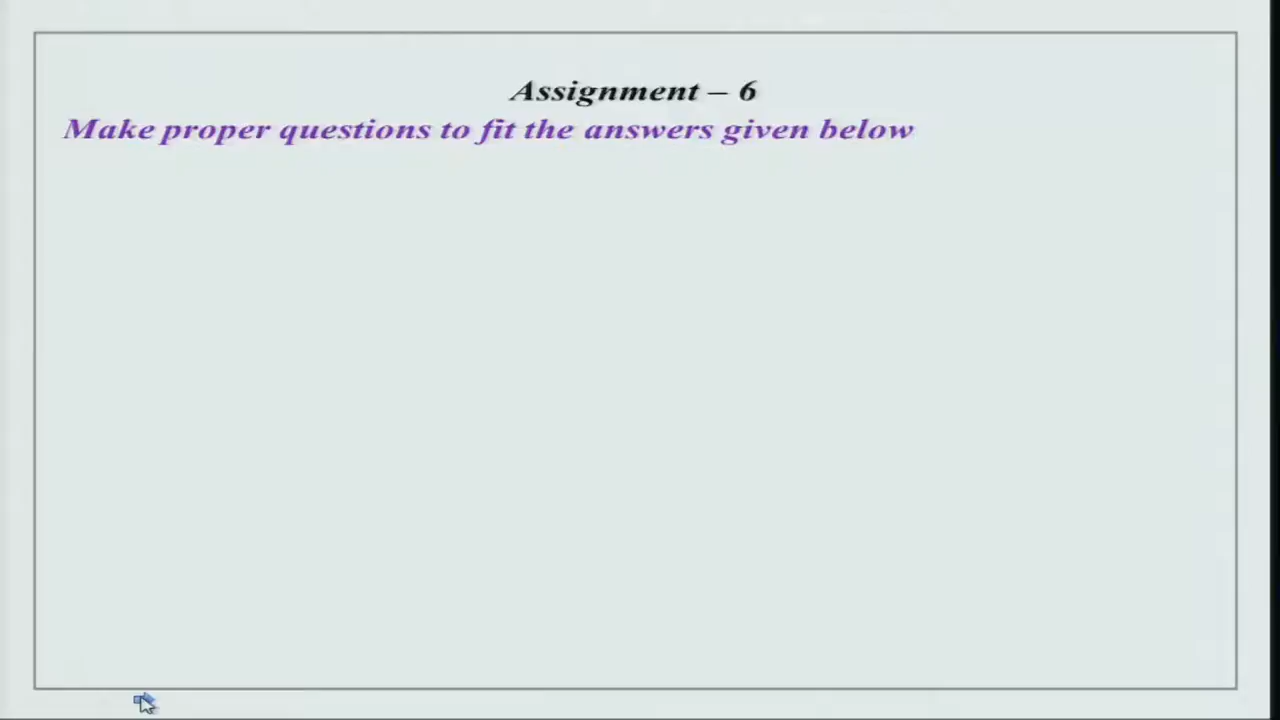 Assignment – 6
Make proper questions to fit the answers given below